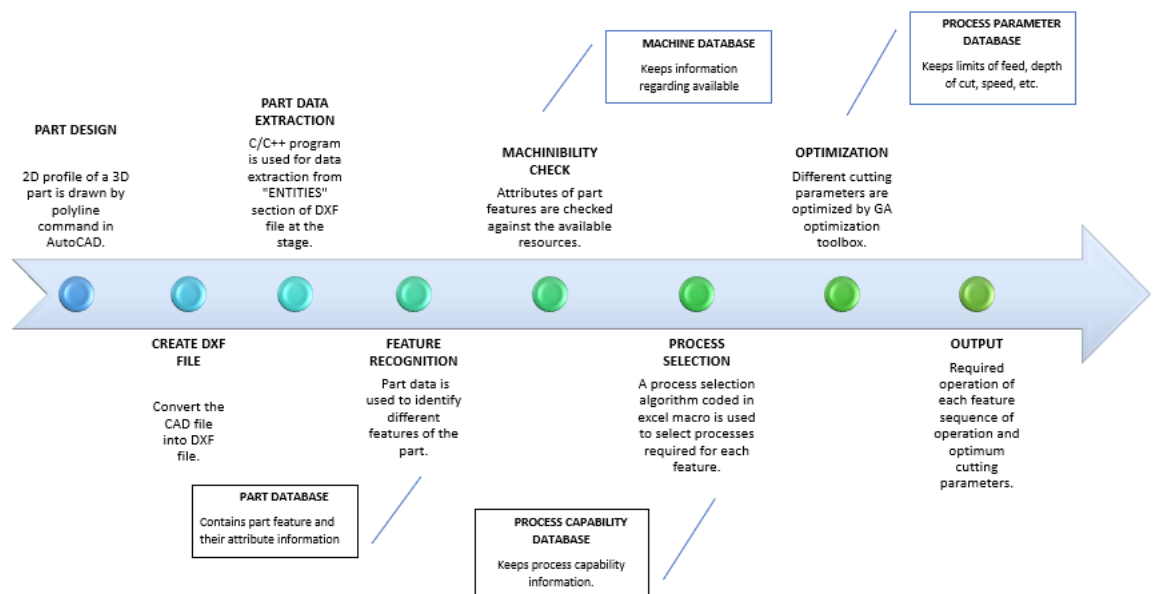 PART DESIGN
2D profile of a 3D
part is drawn by
polyline
command in
AutoCAD.
CREATE DXF
FILE
Convert the
CAD file
into DXF
file.
PART DATA
EXTRACTION
C/C++ program
is used for data
extraction from
"ENTITIES"
section of DXF
file at the
stage.
FEATURE
RECOGNITION
Part data is
used to identify
different
features of the
part.
PART DATABASE
Contains part feature and
their attribute information
MACHINIBILITY
CHECK
Attributes of part
features are checked
against the available
resources.
MACHINE DATABASE
Keeps information
regarding available
PROCESS
SELECTION
A process selection
algorithm coded in
excel macro is used
to select processes
required for each
feature.
PROCESS CAPABILITY
DATABASE
Keeps process capability
information.
OPTIMIZATION
Different cutting
parameters are
optimized by GA
optimization
toolbox.
PROCESS PARAMETER
DATABASE
Keeps limits of feed, depth
of cut, speed, etc.
OUTPUT
Required
operation of
each feature
sequence of
operation and
optimum
cutting
parameters.